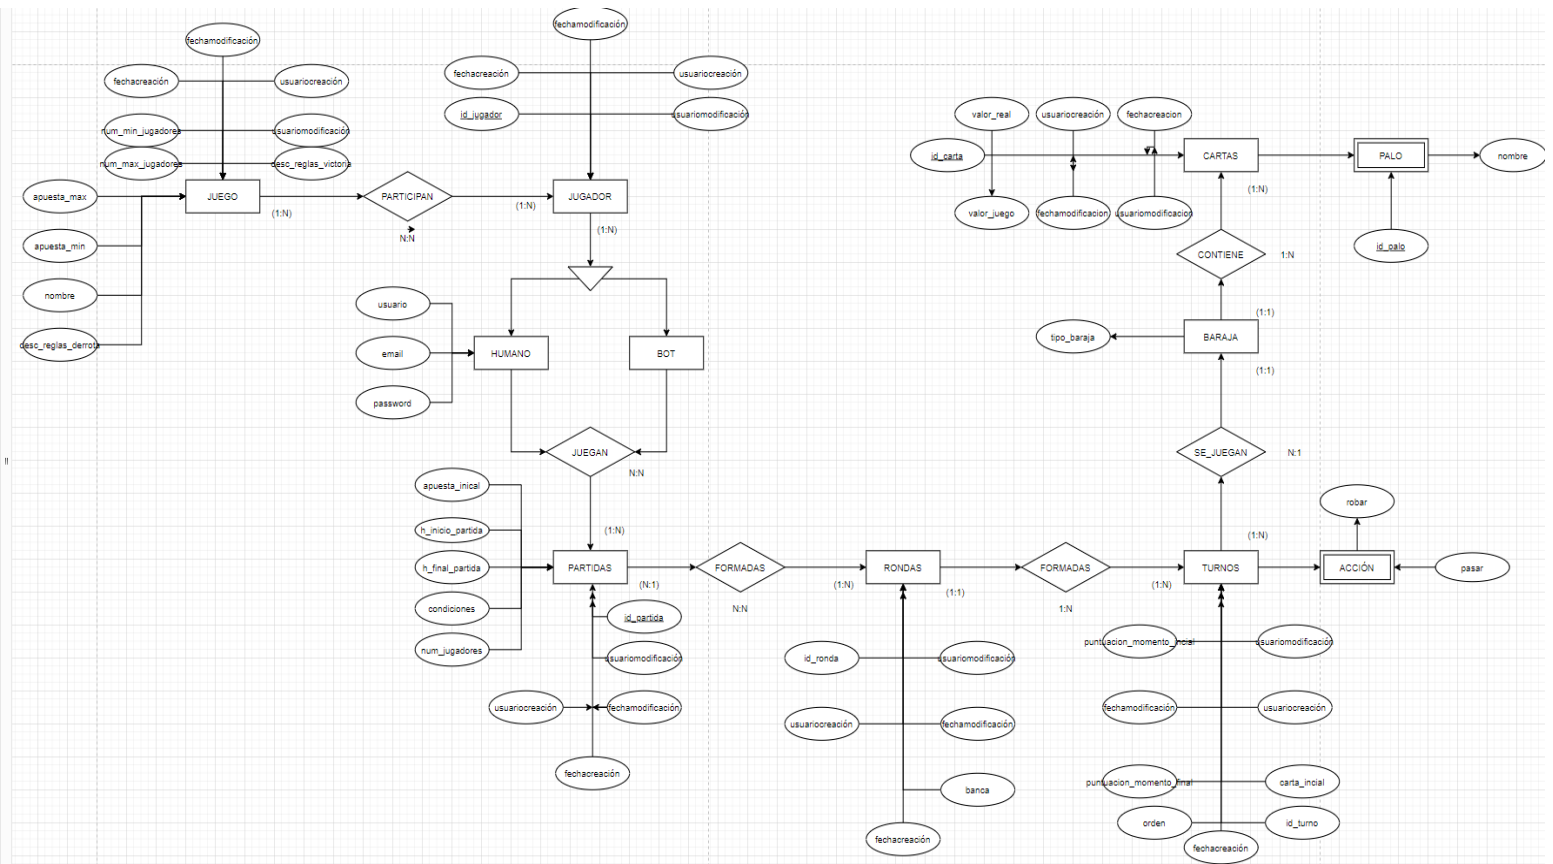 fechamodificación
fechacreación
usuariocreación
num_min_jugadores
usuariomodificación
num_max_jugadores
desc_reglas_victoria
apuesta_max
JUEGO
(1:N)
apuesta_min
nombre
desc_reglas_derrota
PARTICIPAN
N:N
fechamodificación
fechacreación
usuariocreación
id_jugador
usuariomodificación
(1:N)
JUGADOR
(1:N)
usuario
email
password
HUMANO
BOT
JUEGAN
N:N
(1:N)
apuesta_inical
h_inicio_partida
h_final_partida
condiciones
num_jugadores
PARTIDAS
(N:1)
id_partida
usuariomodificación
usuariocreación
fechamodificación
fechacreación
FORMADAS
N:N
(1:N)
RONDAS
(1:1)
id_ronda
usuariomodificación
usuariocreación
fechamodificación
banca
fechacreación
FORMADAS
1:N
(1:N)
TURNOS
(1:N)
puntuacion_momento_incial
usuariomodificación
fechamodificación
usuariocreación
puntuacion_momento_final
carta_incial
orden
id_turno
fechacreación
ACCIÓN
robar
pasar
SE_JUEGAN
N:1
(1:1)
BARAJA
tipo_baraja
(1:1)
CONTIENE
1:N
(1:N)
CARTAS
valor_real
usuariocreación
fechacreacion
id_carta
valor_juego
fechamodificacion
usuariomodificacion
PALO
nombre
id_palo